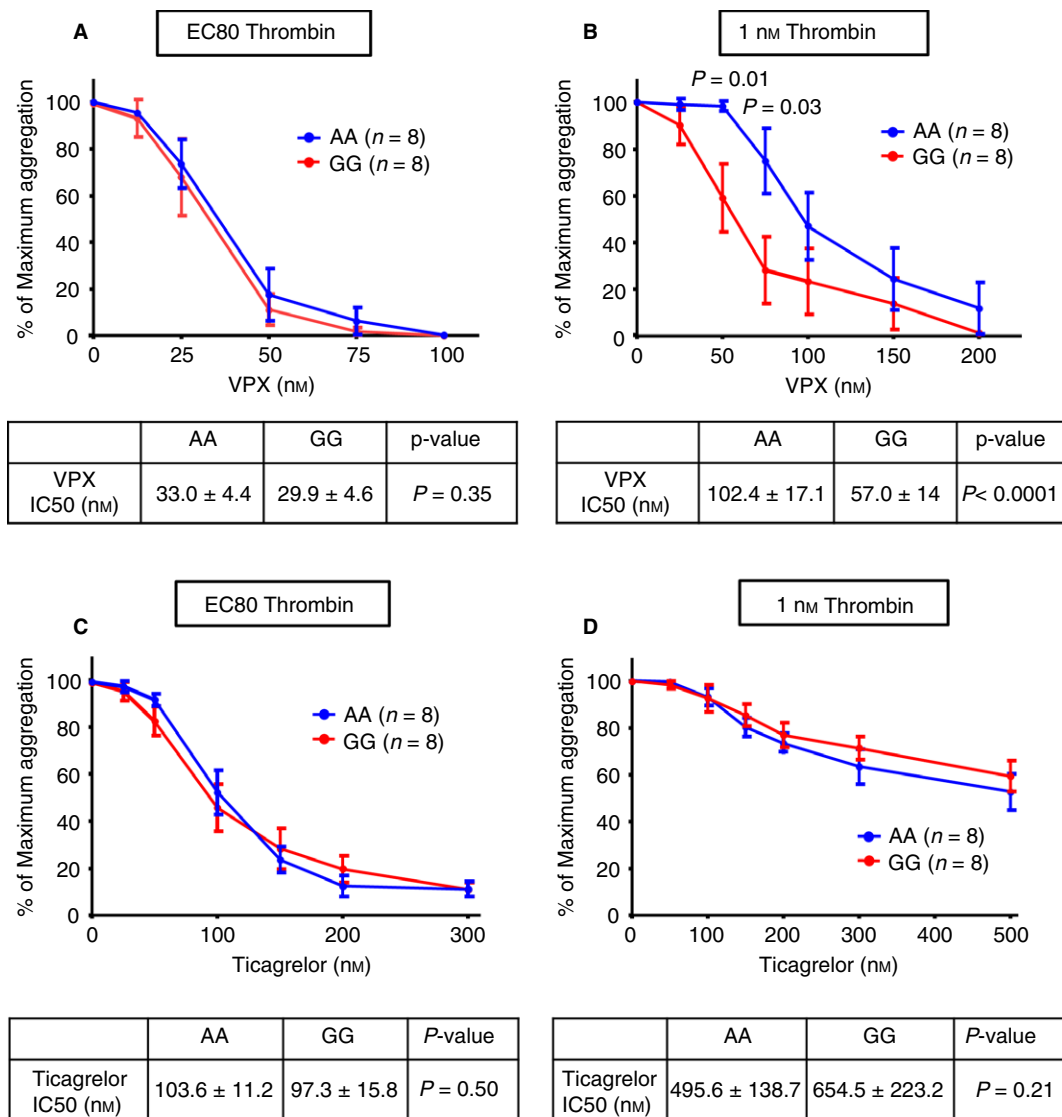 A
EC80 Thrombin
% of Maximum aggregation
100
80
60
40
20
0
AA (n = 8)
GG (n = 8)
0 25 50 75 100
VPX (nM)
AA GG p-value
VPX IC50 (nM) 33.0 ± 4.4 29.9 ± 4.6 P = 0.35
B
1 nM Thrombin
% of Maximum aggregation
100
80
60
40
20
0
P = 0.01
P = 0.03
AA (n = 8)
GG (n = 8)
0 50 100 150 200
VPX (nM)
AA GG p-value
VPX IC50 (nM) 102.4 ± 17.1 57.0 ± 14 P< 0.0001
C
EC80 Thrombin
% of Maximum aggregation
100
80
60
40
20
0
AA (n = 8)
GG (n = 8)
0 100 200 300
Ticagrelor (nM)
AA GG P-value
Ticagrelor IC50 (nM) 103.6 ± 11.2 97.3 ± 15.8 P = 0.50
D
1 nM Thrombin
% of Maximum aggregation
100
80
60
40
20
0
AA (n = 8)
GG (n = 8)
0 100 200 300 400 500
Ticagrelor (nM)
AA GG P-value
Ticagrelor IC50 (nM) 495.6 ± 138.7 654.5 ± 223.2 P = 0.21